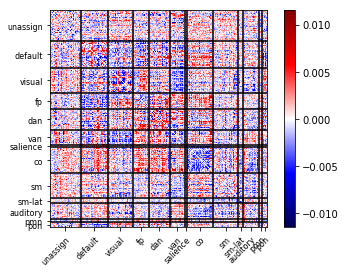 unassign
default
visual
fp
dan
van
salience
co
sm
sm-lat
auditory
pmn
pon
unassign
default
visual
fp
dan
van
salience
co
sm
sm-lat
auditory
pon
0.010
0.005
0.000
−0.005
−0.010